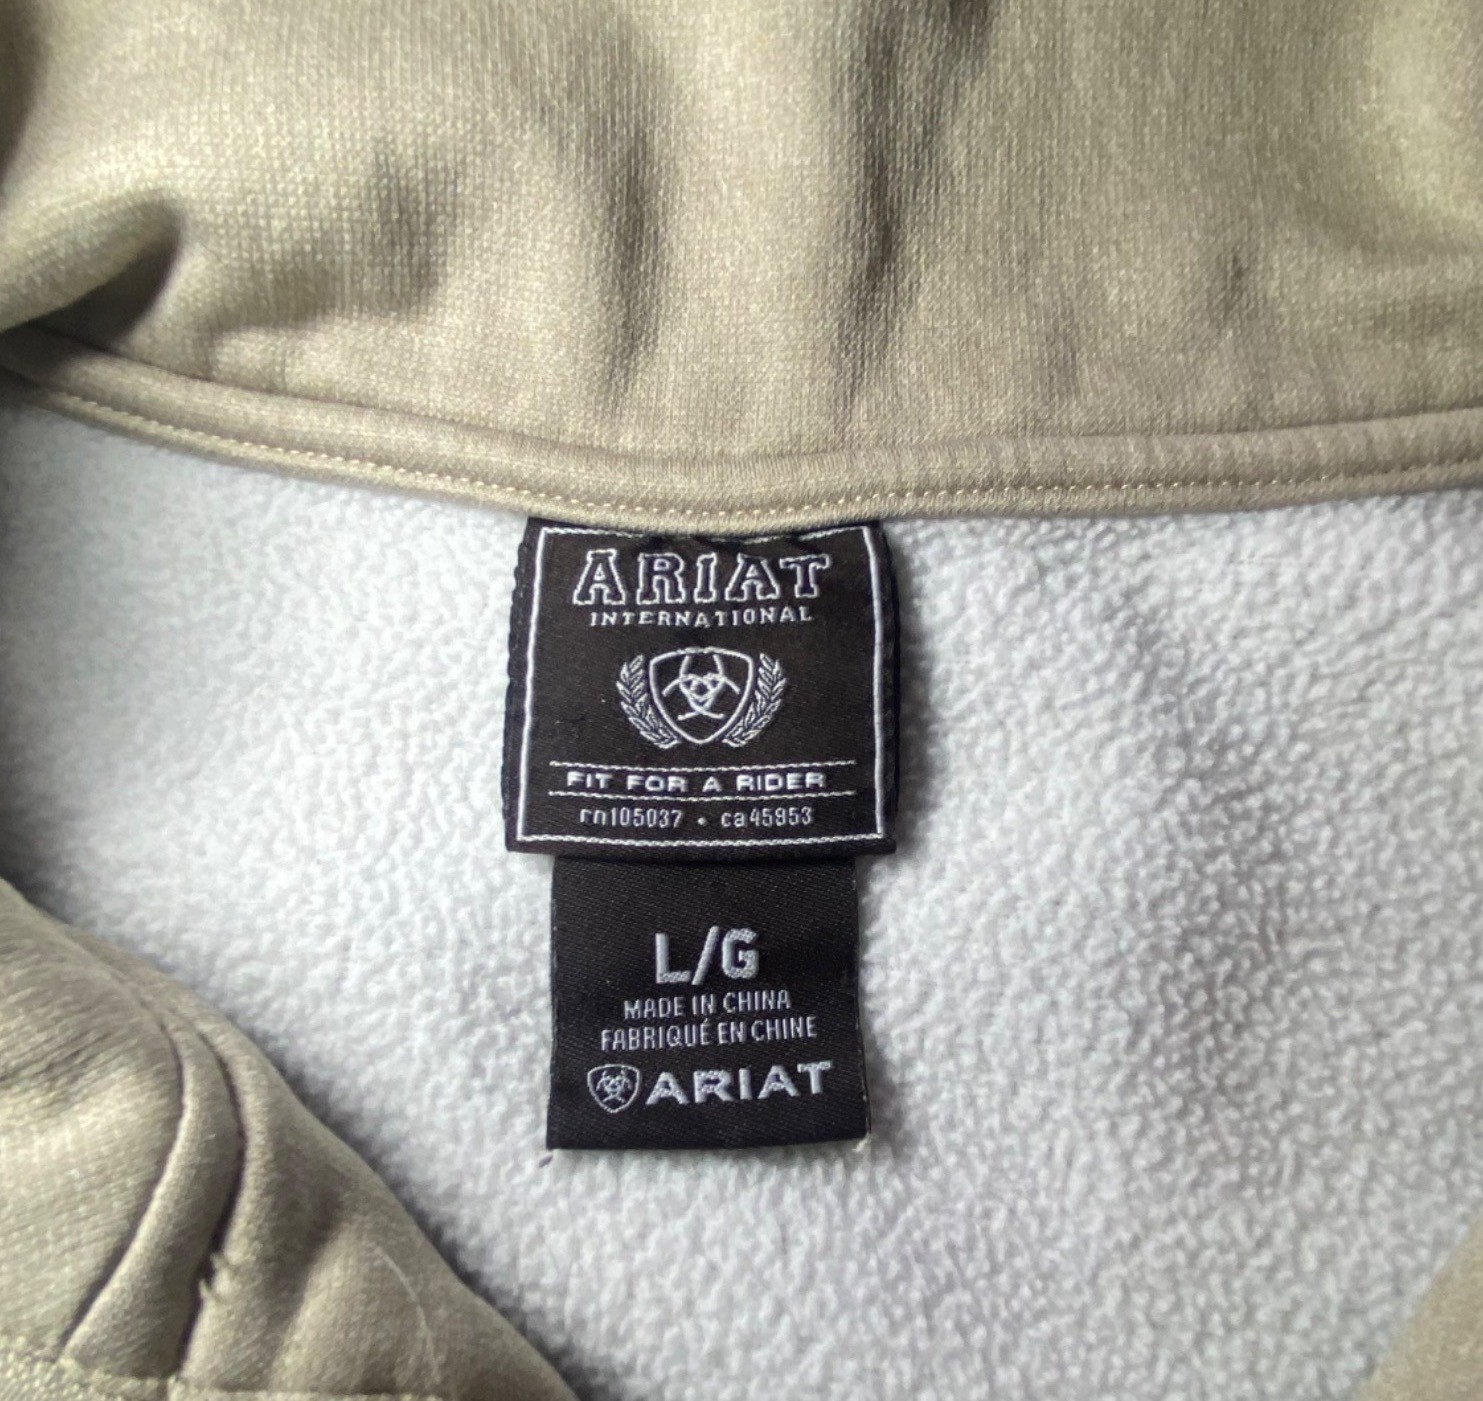 ARIAT
INTERNATIONAL
FIT FOR A RIDER
rn105037 • ca45953
L/G
MADE IN CHINA
FABRIQUÉ EN CHINE
ARIAT